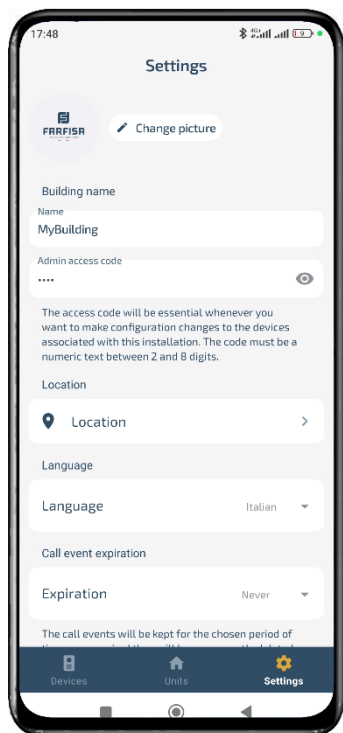 17:48
4G
9
Settings
FARFISA
Change picture
Building name
Name
MyBuilding
Admin access code
••••
The access code will be essential whenever you
want to make configuration changes to the devices
associated with this installation. The code must be a
numeric text between 2 and 8 digits.
Location
Location
Language
Language Italian
Call event expiration
Expiration Never
The call events will be kept for the chosen period of
Devices Units Settings